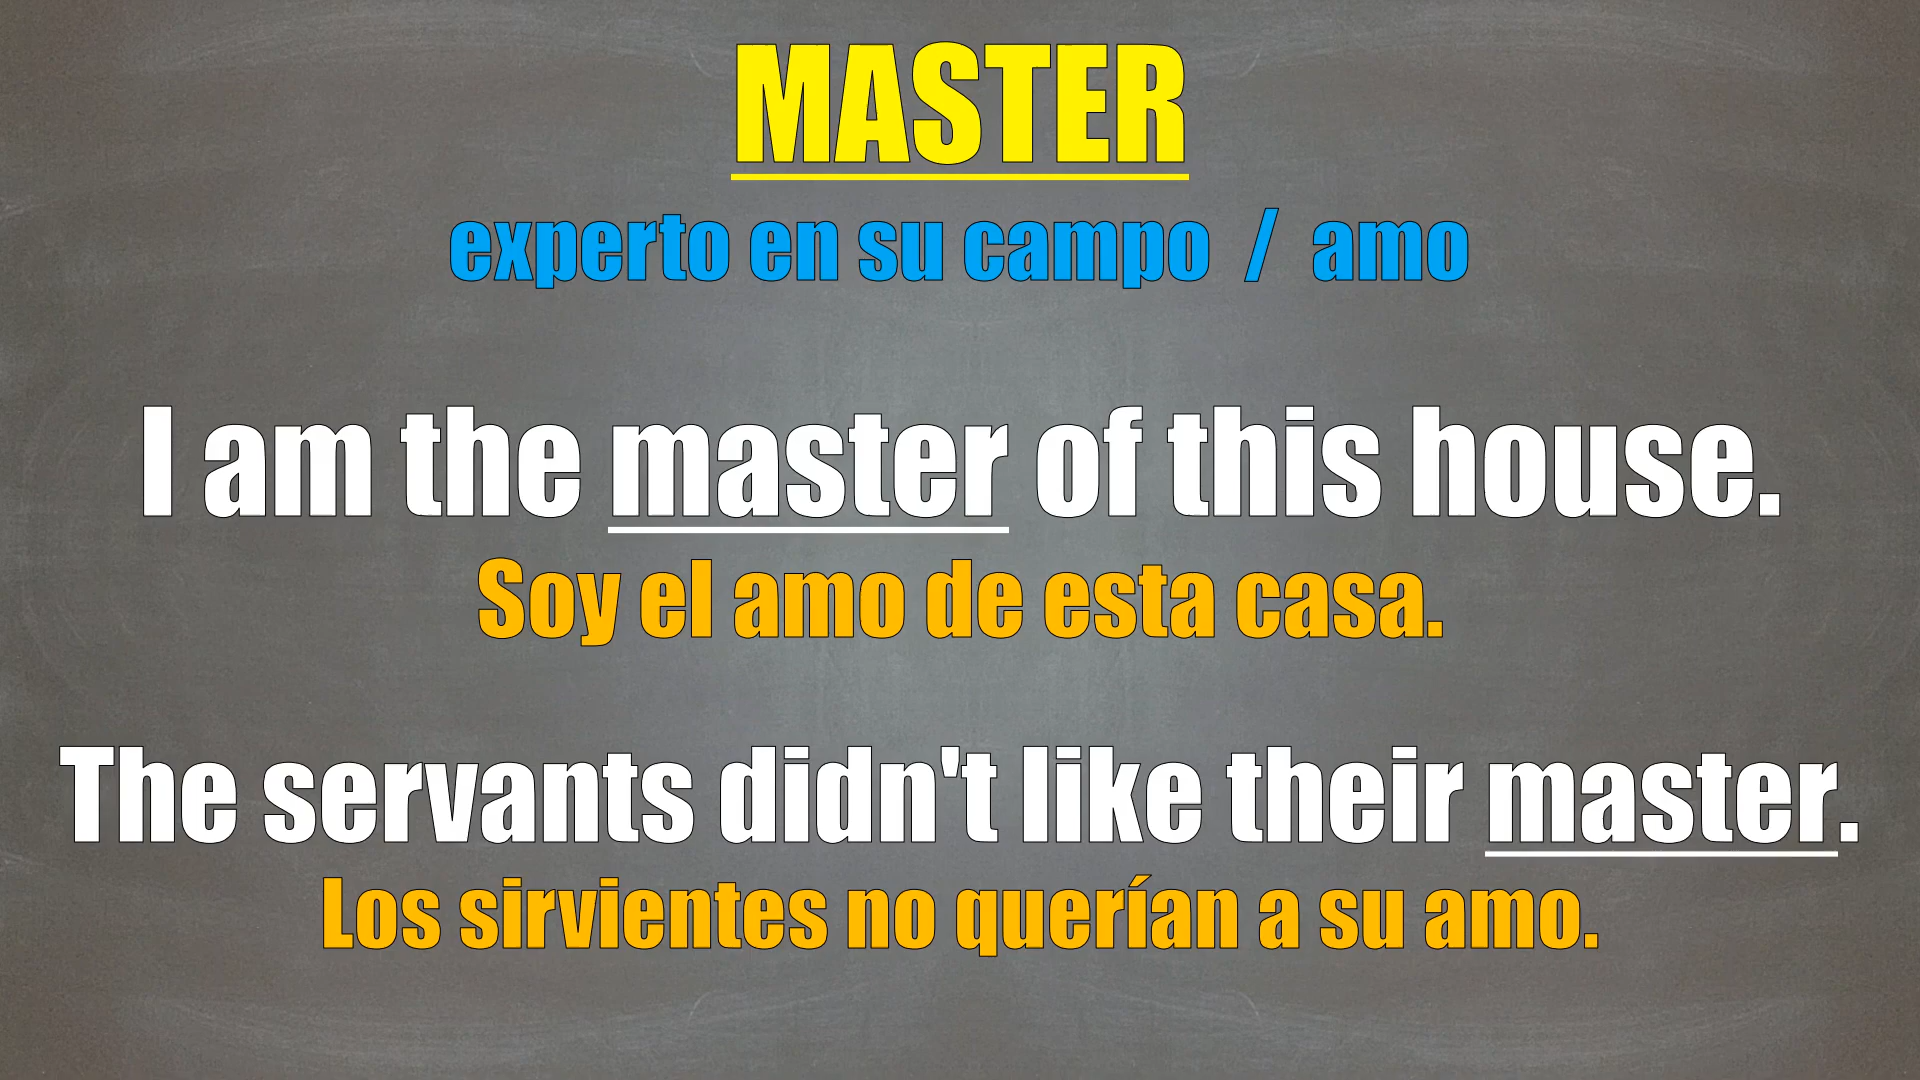 MASTER
experto en su campo / amo
I am the master of this house.
Soy el amo de esta casa.
The servants didn't like their master.
Los sirvientes no querían a su amo.